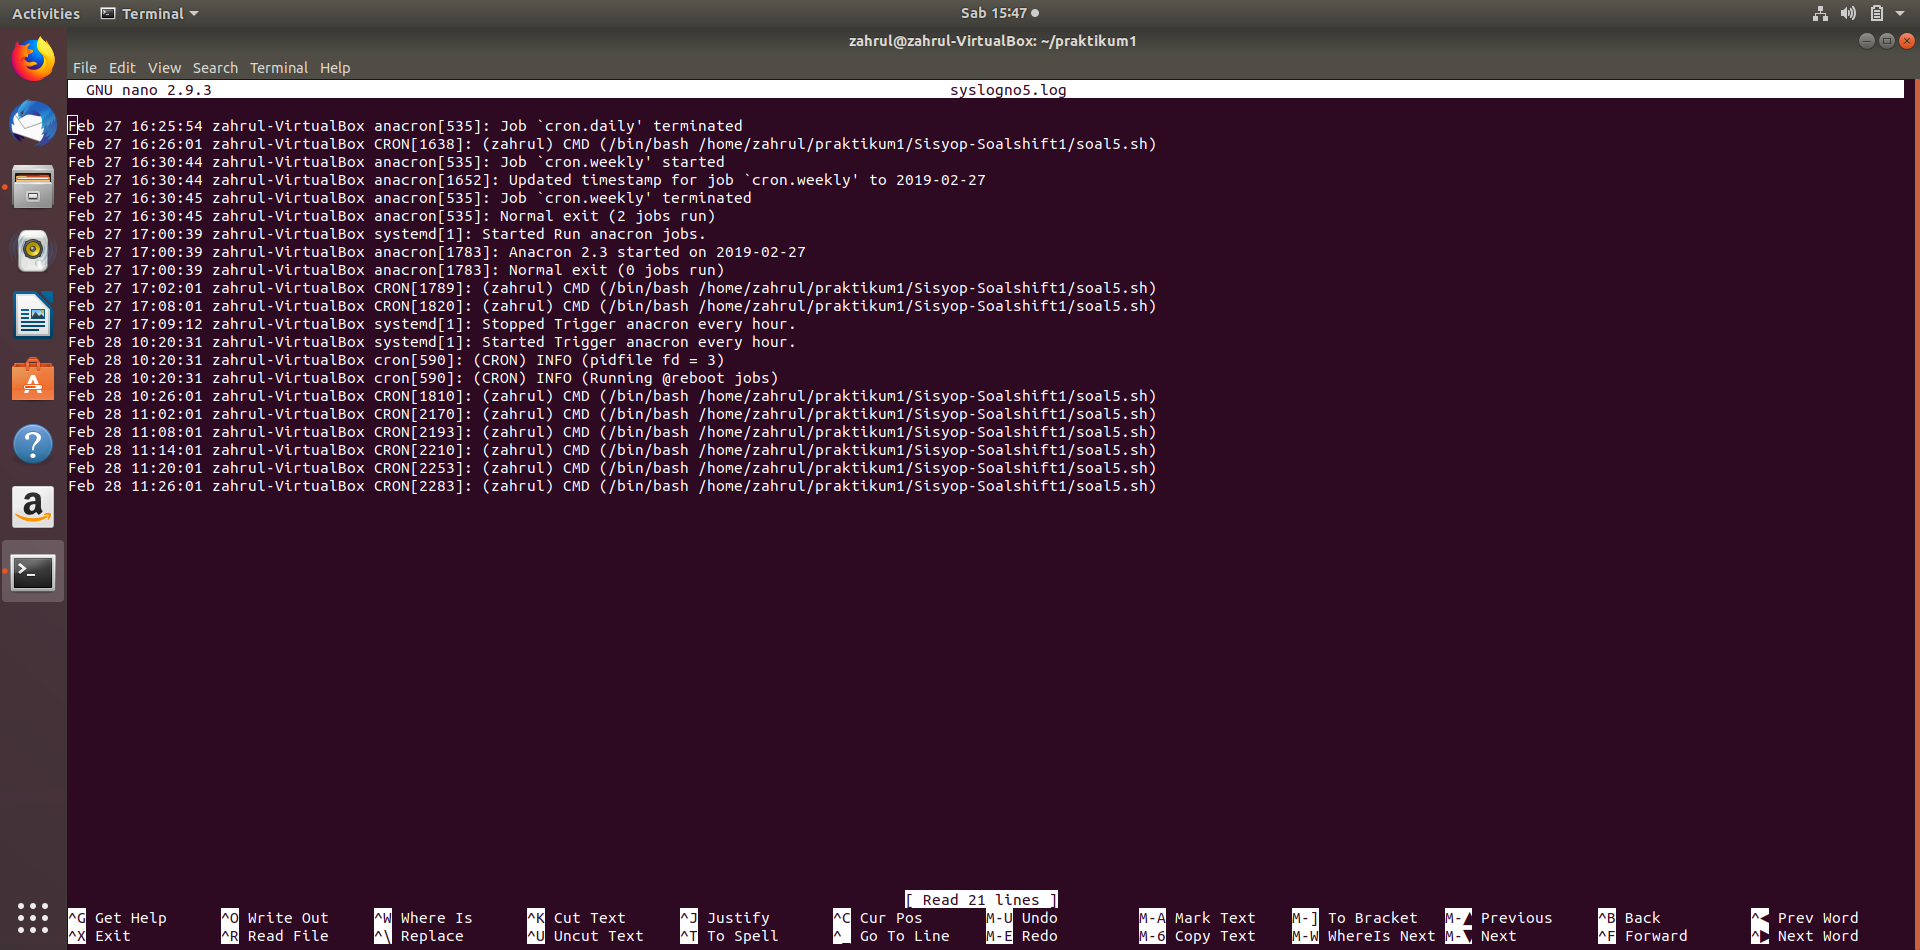 Activities Terminal Sab 15:47
zahrul@zahrul-VirtualBox: ~/praktikum1
File Edit View Search Terminal Help
GNU nano 2.9.3 syslogno5.log
Feb 27 16:25:54 zahrul-VirtualBox anacron[535]: Job `cron.daily' terminated
Feb 27 16:26:01 zahrul-VirtualBox CRON[1638]: (zahrul) CMD (/bin/bash /home/zahrul/praktikum1/Sisyop-Soalshift1/soal5.sh)
Feb 27 16:30:44 zahrul-VirtualBox anacron[535]: Job `cron.weekly' started
Feb 27 16:30:44 zahrul-VirtualBox anacron[1652]: Updated timestamp for job `cron.weekly' to 2019-02-27
Feb 27 16:30:45 zahrul-VirtualBox anacron[535]: Job `cron.weekly' terminated
Feb 27 16:30:45 zahrul-VirtualBox anacron[535]: Normal exit (2 jobs run)
Feb 27 17:00:39 zahrul-VirtualBox systemd[1]: Started Run anacron jobs.
Feb 27 17:00:39 zahrul-VirtualBox anacron[1783]: Anacron 2.3 started on 2019-02-27
Feb 27 17:00:39 zahrul-VirtualBox anacron[1783]: Normal exit (0 jobs run)
Feb 27 17:02:01 zahrul-VirtualBox CRON[1789]: (zahrul) CMD (/bin/bash /home/zahrul/praktikum1/Sisyop-Soalshift1/soal5.sh)
Feb 27 17:08:01 zahrul-VirtualBox CRON[1820]: (zahrul) CMD (/bin/bash /home/zahrul/praktikum1/Sisyop-Soalshift1/soal5.sh)
Feb 27 17:09:12 zahrul-VirtualBox systemd[1]: Stopped Trigger anacron every hour.
Feb 28 10:20:31 zahrul-VirtualBox systemd[1]: Started Trigger anacron every hour.
Feb 28 10:20:31 zahrul-VirtualBox cron[590]: (CRON) INFO (pidfile fd = 3)
Feb 28 10:20:31 zahrul-VirtualBox cron[590]: (CRON) INFO (Running @reboot jobs)
Feb 28 10:26:01 zahrul-VirtualBox CRON[1810]: (zahrul) CMD (/bin/bash /home/zahrul/praktikum1/Sisyop-Soalshift1/soal5.sh)
Feb 28 11:02:01 zahrul-VirtualBox CRON[2170]: (zahrul) CMD (/bin/bash /home/zahrul/praktikum1/Sisyop-Soalshift1/soal5.sh)
Feb 28 11:08:01 zahrul-VirtualBox CRON[2193]: (zahrul) CMD (/bin/bash /home/zahrul/praktikum1/Sisyop-Soalshift1/soal5.sh)
Feb 28 11:14:01 zahrul-VirtualBox CRON[2210]: (zahrul) CMD (/bin/bash /home/zahrul/praktikum1/Sisyop-Soalshift1/soal5.sh)
Feb 28 11:20:01 zahrul-VirtualBox CRON[2253]: (zahrul) CMD (/bin/bash /home/zahrul/praktikum1/Sisyop-Soalshift1/soal5.sh)
Feb 28 11:26:01 zahrul-VirtualBox CRON[2283]: (zahrul) CMD (/bin/bash /home/zahrul/praktikum1/Sisyop-Soalshift1/soal5.sh)
[ Read 21 lines ]
^G Get Help ^O Write Out ^W Where Is ^K Cut Text ^J Justify ^C Cur Pos M-U Undo M-A Mark Text M-] To Bracket M-▲ Previous ^B Back ^◀ Prev Word
^X Exit ^R Read File ^\ Replace ^U Uncut Text ^T To Spell ^_ Go To Line M-E Redo M-6 Copy Text M-W WhereIs Next M-▼ Next ^F Forward ^▶ Next Word